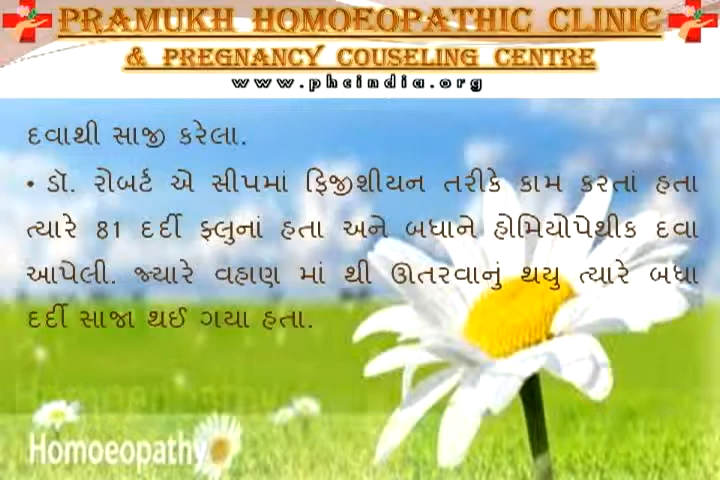 PRAMUKH HOMOEOPATHIC CLINIC
& PREGNANCY COUSELING CENTRE
www.phcindia.org
દવાથી સાજી કરેલા.
• ડૉ. રોબર્ટ એ સીપમાં ફિજીશીયન તરીકે કામ કરતાં હતા
ત્યારે 81 દર્દી ફ્લુનાં હતા અને બધાને હોમિયોપેથીક દવા
આપેલી. જ્યારે વહાણ માં થી ઊતરવાનું થયુ ત્યારે બધા
દર્દી સાજા થઈ ગયા હતા.
Homoeopathy